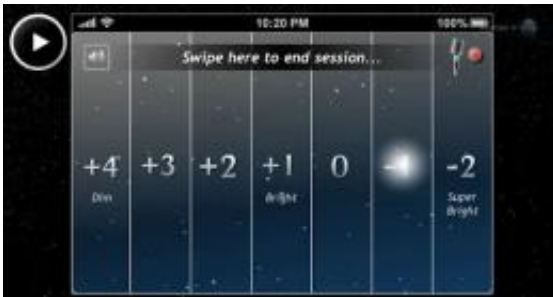 10:20 PM 100%
Swipe here to end session...
+4 +3 +2 +1 0 -1 -2
Dim Bright Super
Bright